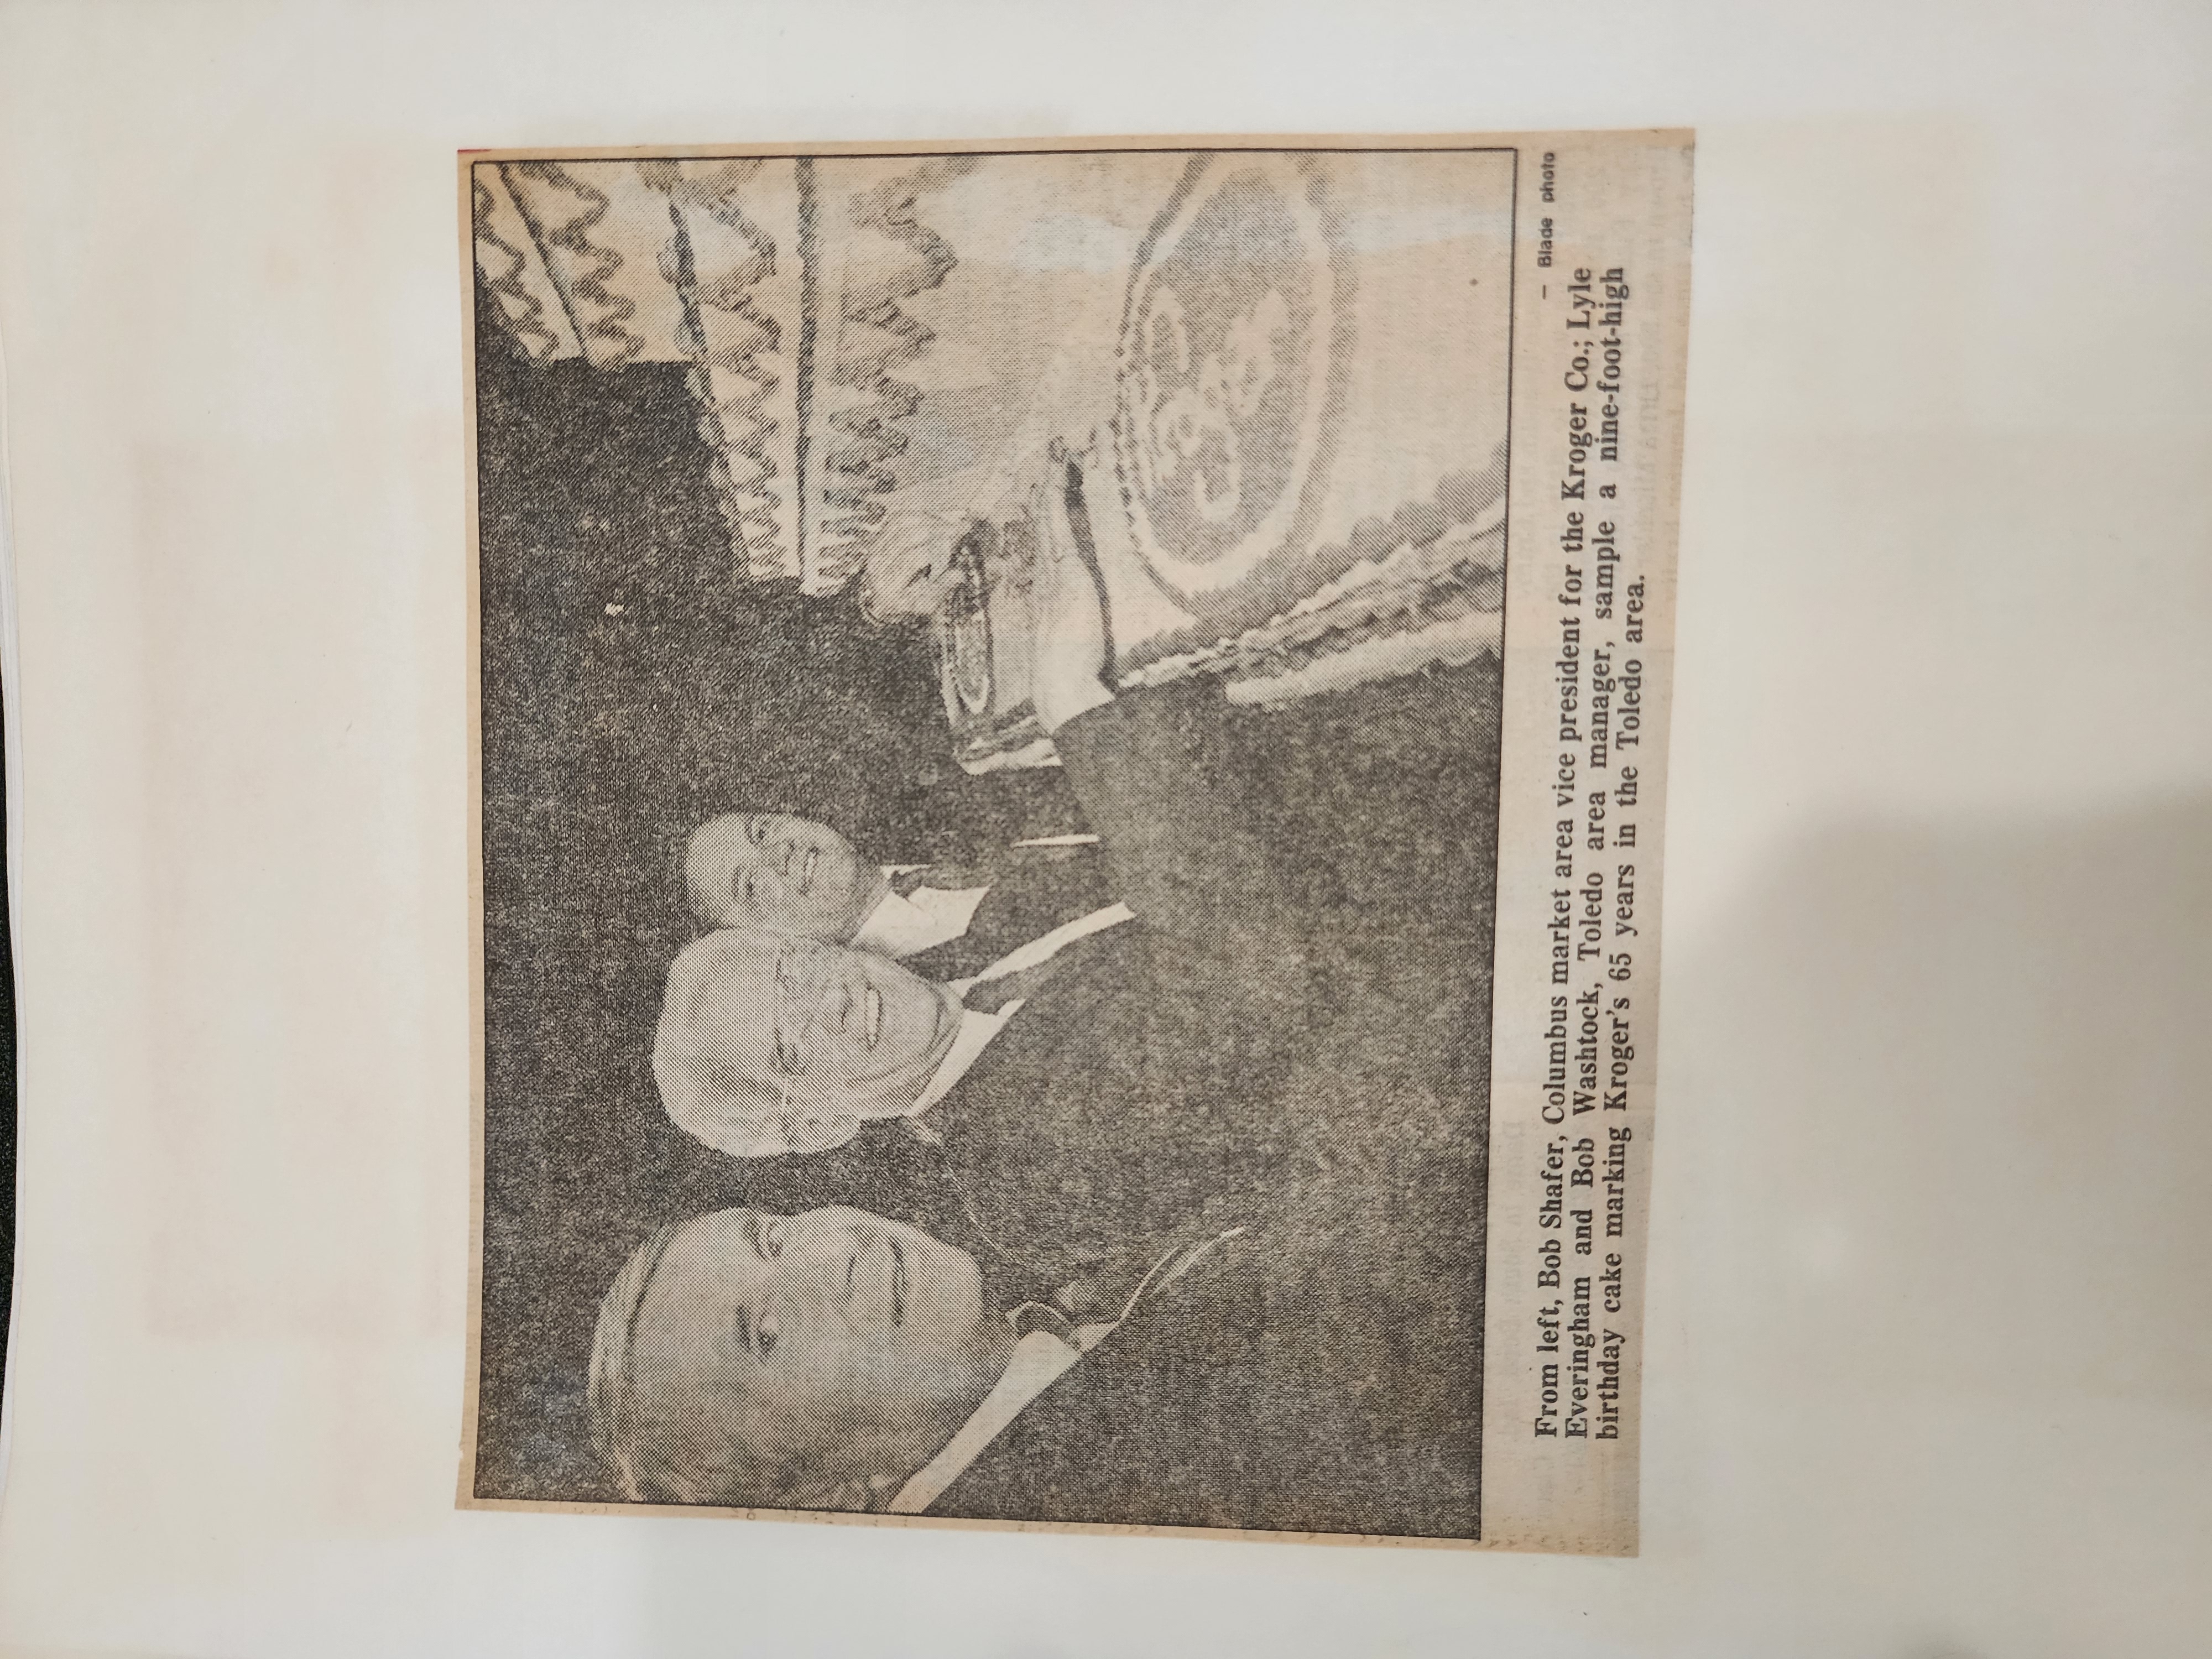 — Blade photo
From left, Bob Shafer, Columbus market area vice president for the Kroger Co.; Lyle
Everingham and Bob Washtock, Toledo area manager, sample a nine-foot-high
birthday cake marking Kroger's 65 years in the Toledo area.